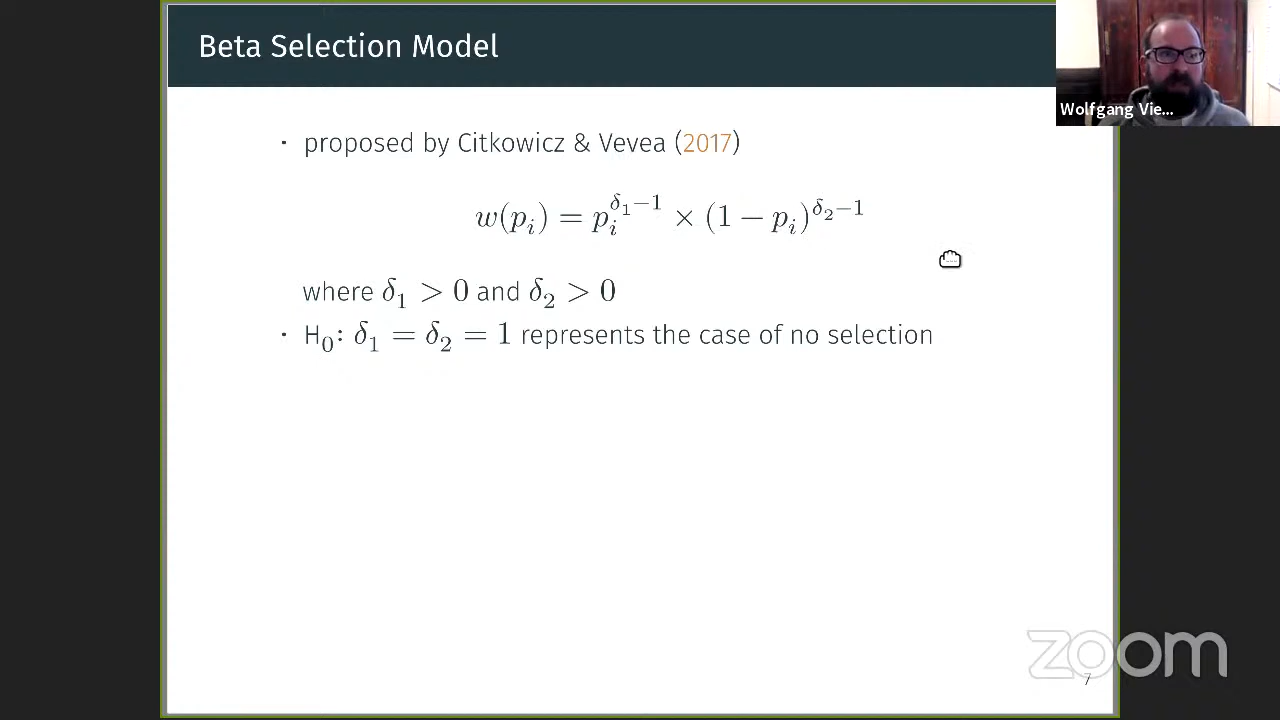 Beta Selection Model
Wolfgang Vie...
· proposed by Citkowicz & Vevea (2017)
w(p_i) = p_i^{δ_1−1} × (1 − p_i)^{δ_2−1}
where δ_1 > 0 and δ_2 > 0
· H_0: δ_1 = δ_2 = 1 represents the case of no selection
zoom
7